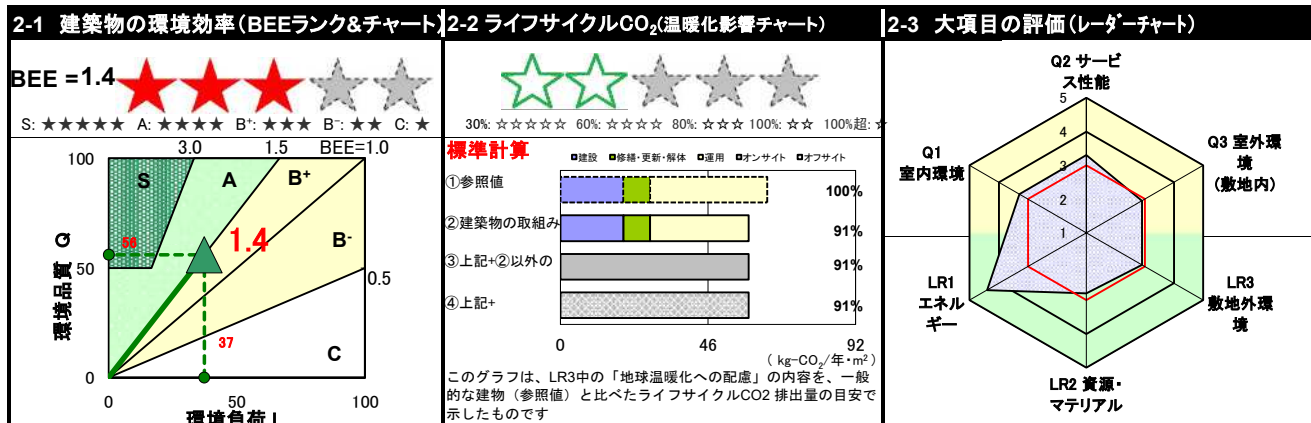 2-1 建築物の環境効率(BEEランク&チャート)
BEE =1.4
S: ★★★★★ A: ★★★★ B⁺: ★★★ B⁻: ★★ C: ★
3.0 1.5 BEE=1.0
100
S
A
B⁺
B⁻
C
56
1.4
50
0.5
37
0
環境品質 Q
0 50 100
環境負荷 L
2-2 ライフサイクルCO₂(温暖化影響チャート)
30%: ☆☆☆☆☆ 60%: ☆☆☆☆ 80%: ☆☆☆ 100%: ☆☆ 100%超: ☆
標準計算
建設 修繕・更新・解体 運用 オンサイト オフサイト
①参照値 100%
②建築物の取組み 91%
③上記+②以外の 91%
④上記+ 91%
0 46 92
( kg-CO₂/年・m²)
このグラフは、LR3中の「地球温暖化への配慮」の内容を、一般
的な建物（参照値）と比べたライフサイクルCO2 排出量の目安で
示したものです
2-3 大項目の評価(レーダーチャート)
Q2 サービ
ス性能
5
4
3
2
1
Q1
室内環境
Q3 室外環
境
(敷地内)
LR1
エネル
ギー
LR3
敷地外環
境
LR2 資源・
マテリアル